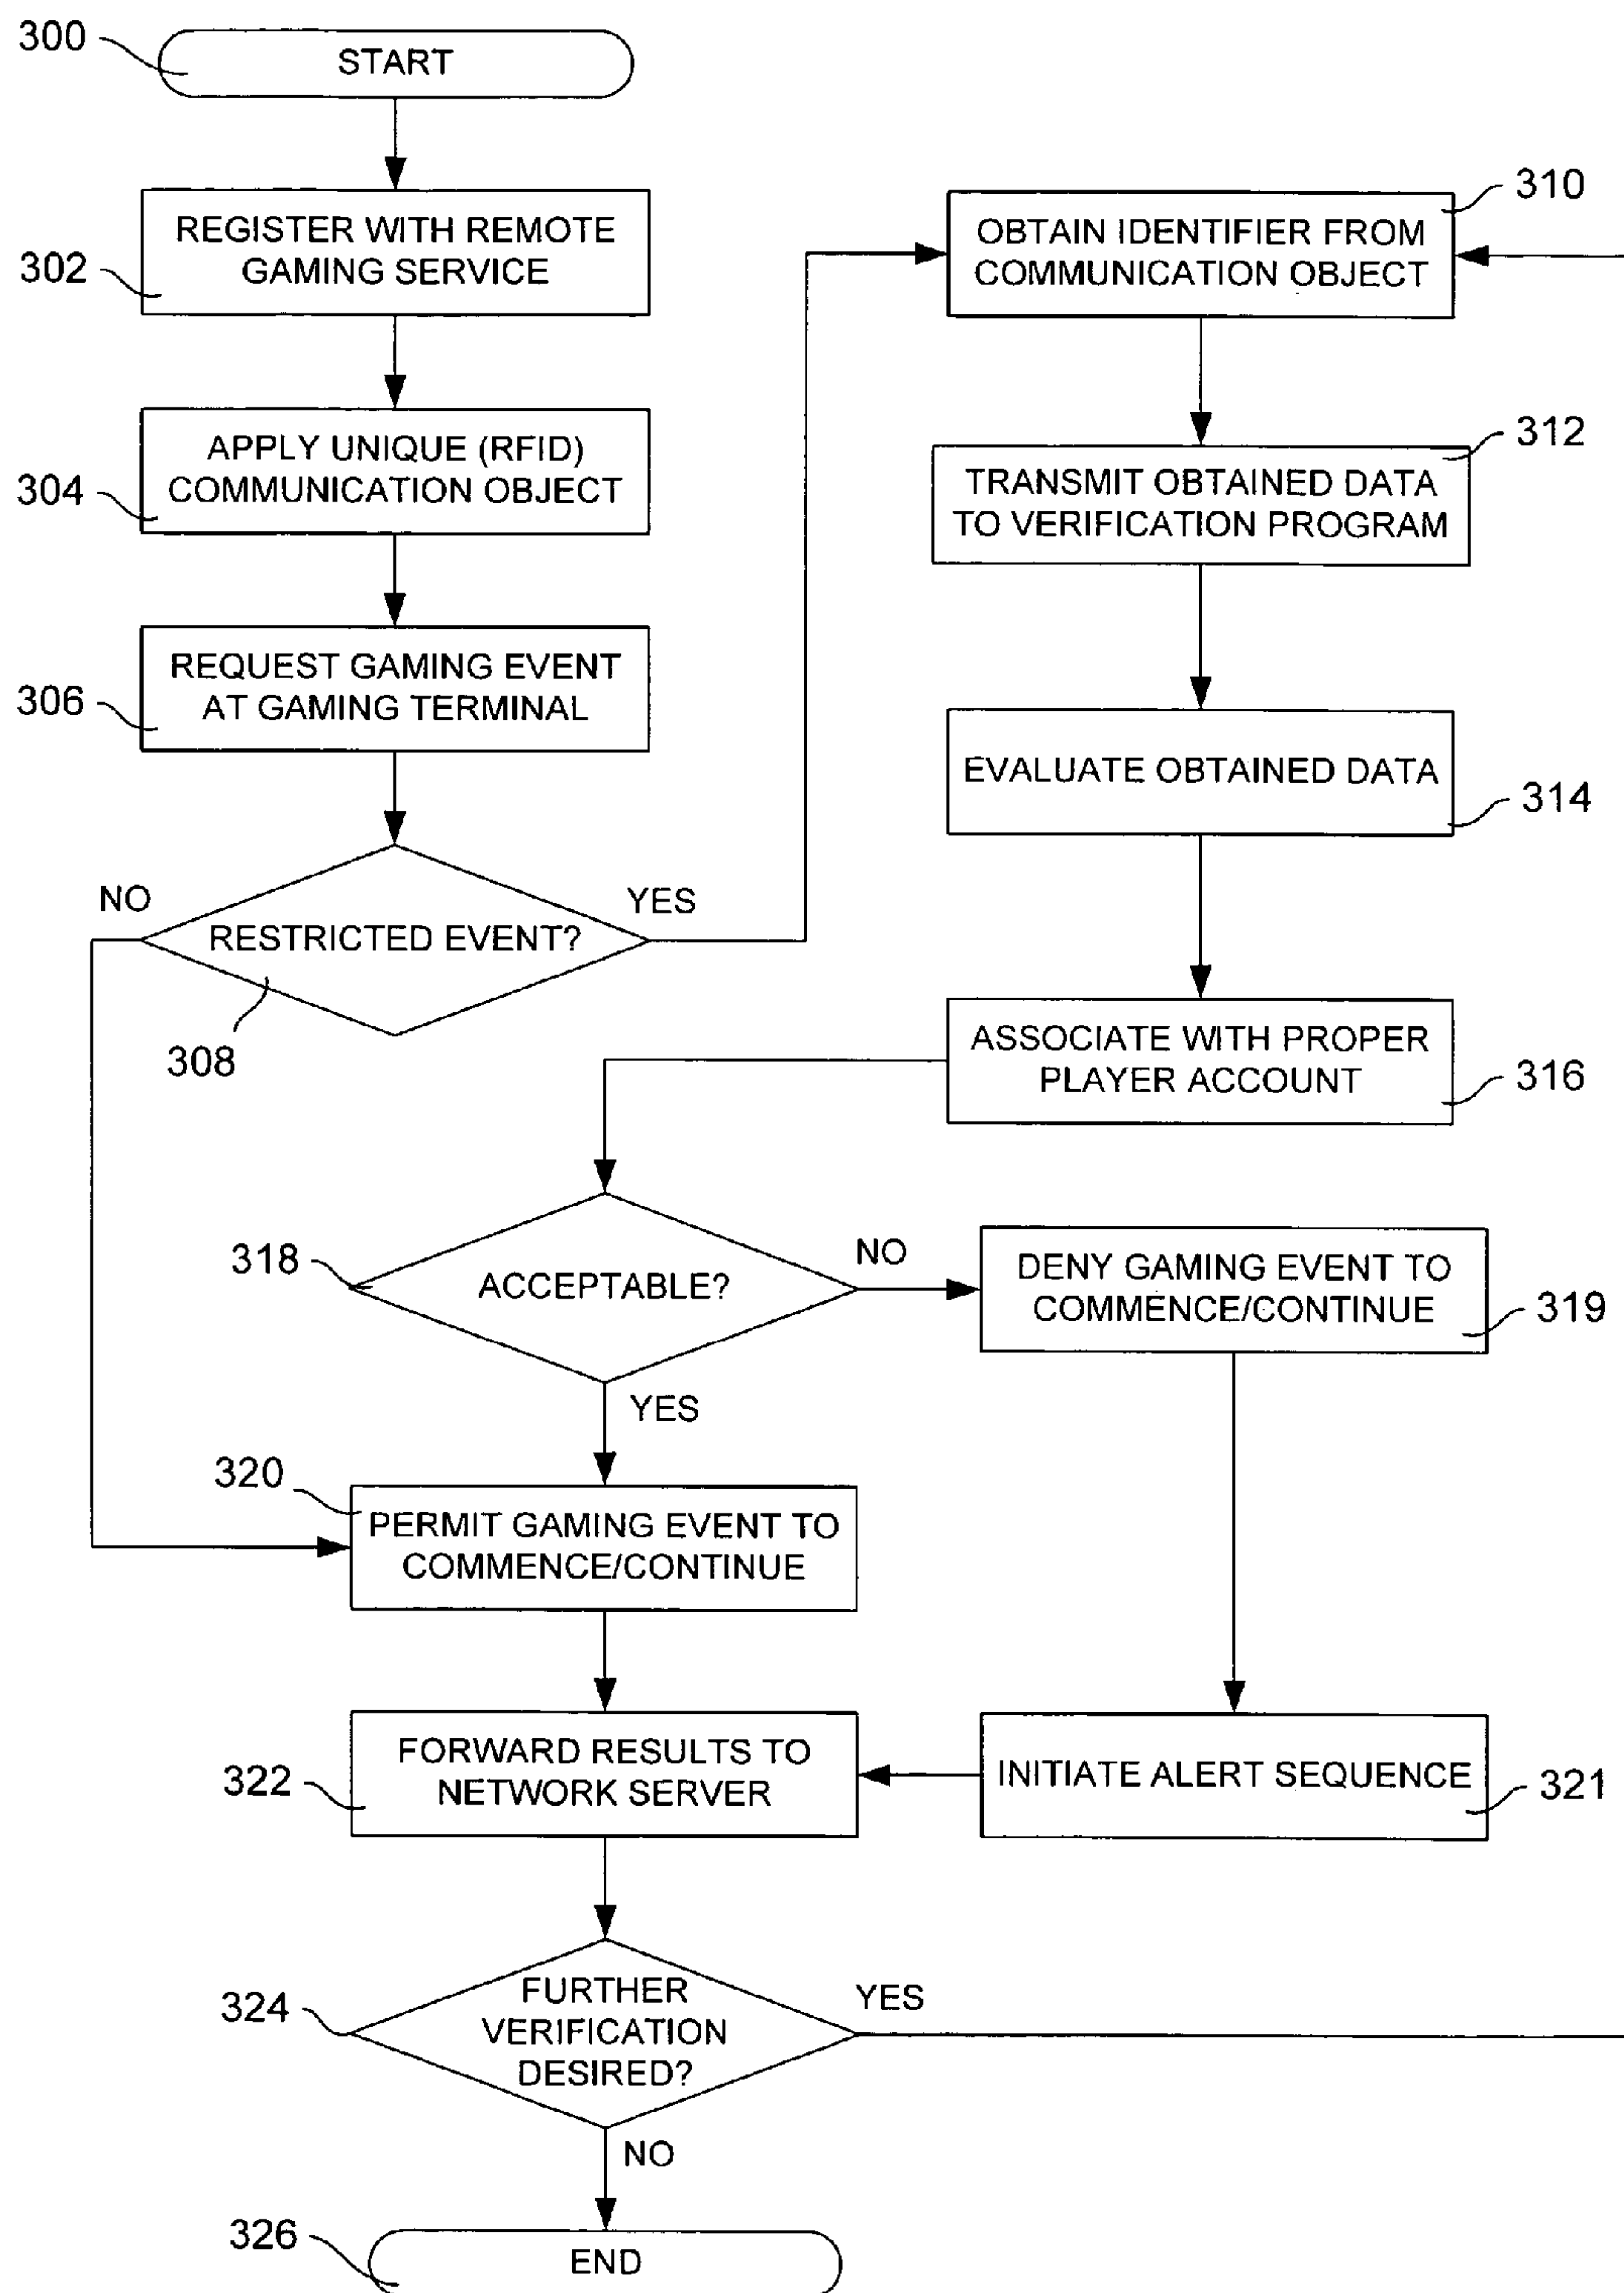 300
START
REGISTER WITH REMOTE
GAMING SERVICE
302
APPLY UNIQUE (RFID)
COMMUNICATION OBJECT
304
REQUEST GAMING EVENT
AT GAMING TERMINAL
306
NO
YES
RESTRICTED EVENT?
308
310
OBTAIN IDENTIFIER FROM
COMMUNICATION OBJECT
312
TRANSMIT OBTAINED DATA
TO VERIFICATION PROGRAM
EVALUATE OBTAINED DATA
314
ASSOCIATE WITH PROPER
PLAYER ACCOUNT
316
318
ACCEPTABLE?
NO
YES
DENY GAMING EVENT TO
COMMENCE/CONTINUE
319
320
PERMIT GAMING EVENT TO
COMMENCE/CONTINUE
FORWARD RESULTS TO
NETWORK SERVER
322
INITIATE ALERT SEQUENCE
321
324
FURTHER
VERIFICATION
DESIRED?
YES
NO
326
END